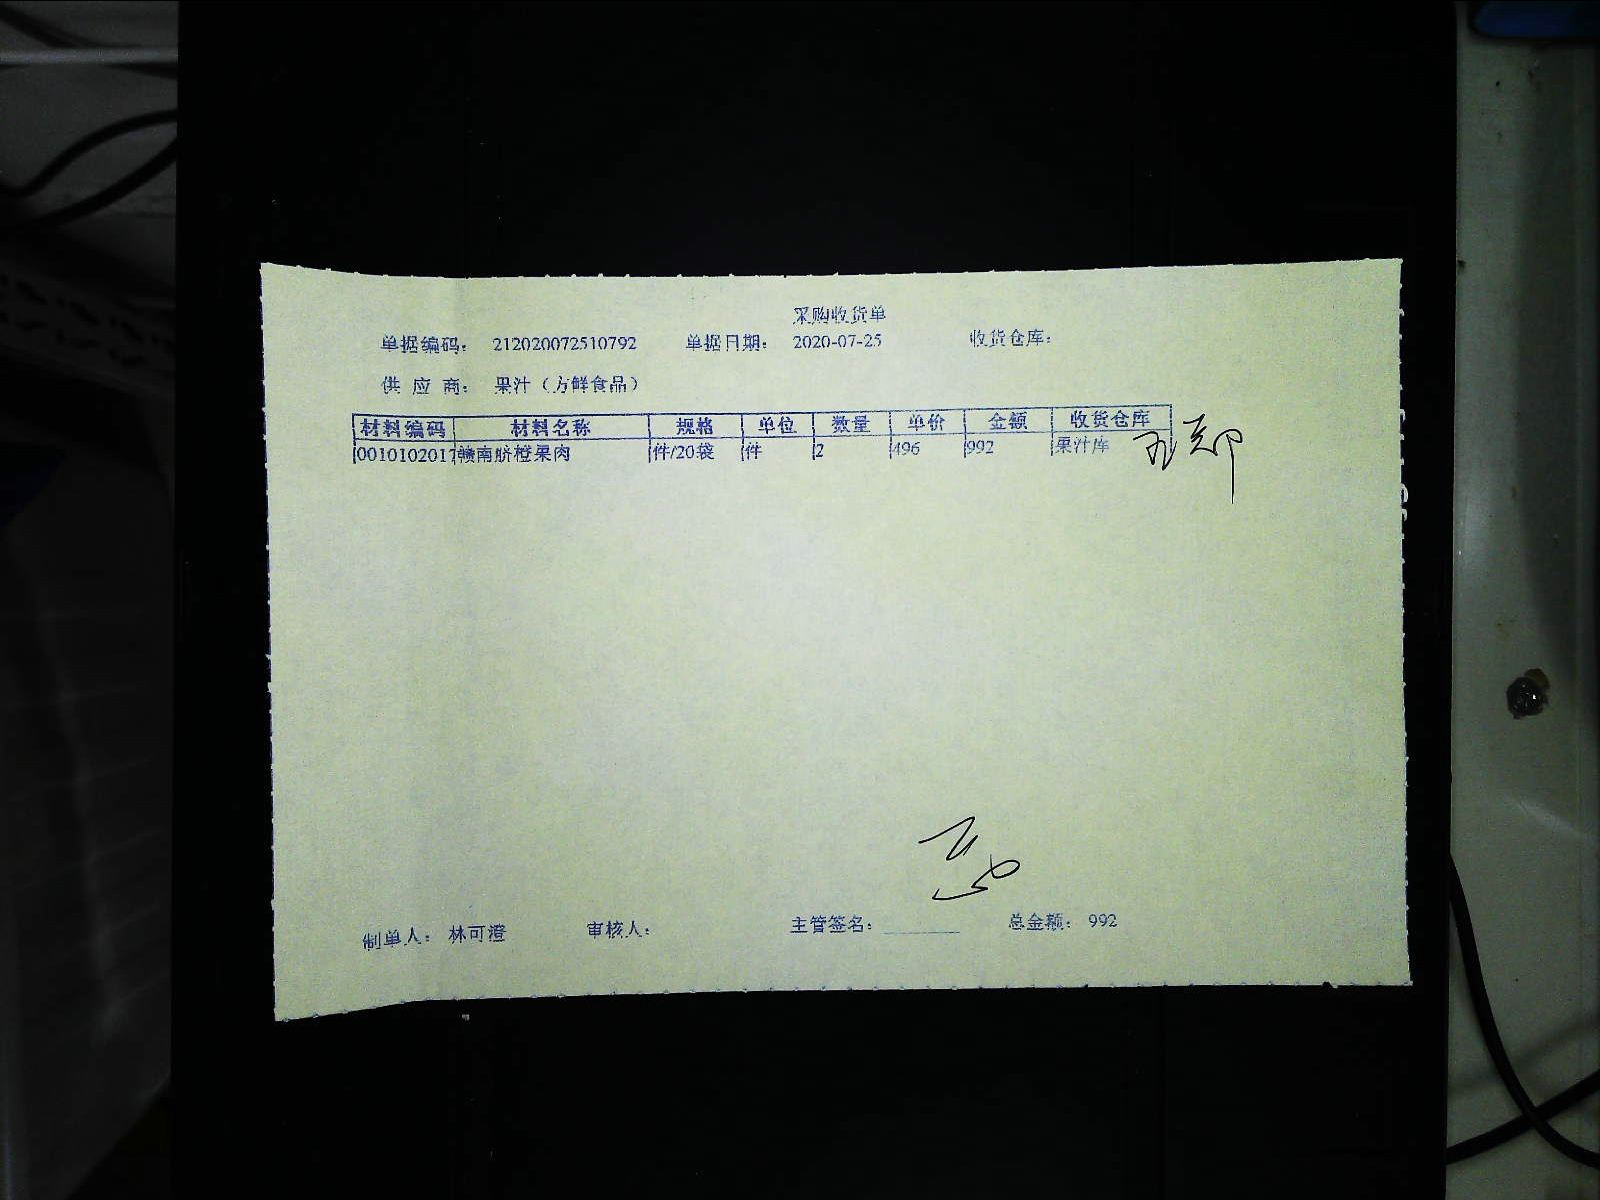 采购收货单
单据编码： 212020072510792 单据日期： 2020-07-25 收货仓库：
供 应 商： 果汁（方鲜食品）
材料编码 材料名称 规格 单位 数量 单价 金额 收货仓库
0010102017 赣南脐橙果肉 件/20袋 件 2 496 992 果汁库
制单人： 林可澄 审核人： 主管签名： 总金额： 992